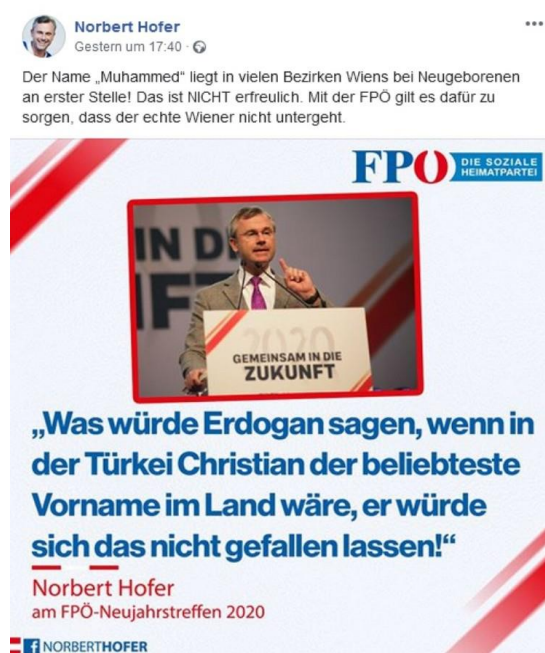 Norbert Hofer
Gestern um 17:40 ·
Der Name „Muhammed“ liegt in vielen Bezirken Wiens bei Neugeborenen
an erster Stelle! Das ist NICHT erfreulich. Mit der FPÖ gilt es dafür zu
sorgen, dass der echte Wiener nicht untergeht.
FPÖ DIE SOZIALE
HEIMATPARTEI
IN DI
FT
2020
GEMEINSAM IN DIE
ZUKUNFT
„Was würde Erdogan sagen, wenn in
der Türkei Christian der beliebteste
Vorname im Land wäre, er würde
sich das nicht gefallen lassen!“
Norbert Hofer
am FPÖ-Neujahrstreffen 2020
f NORBERTHOFER